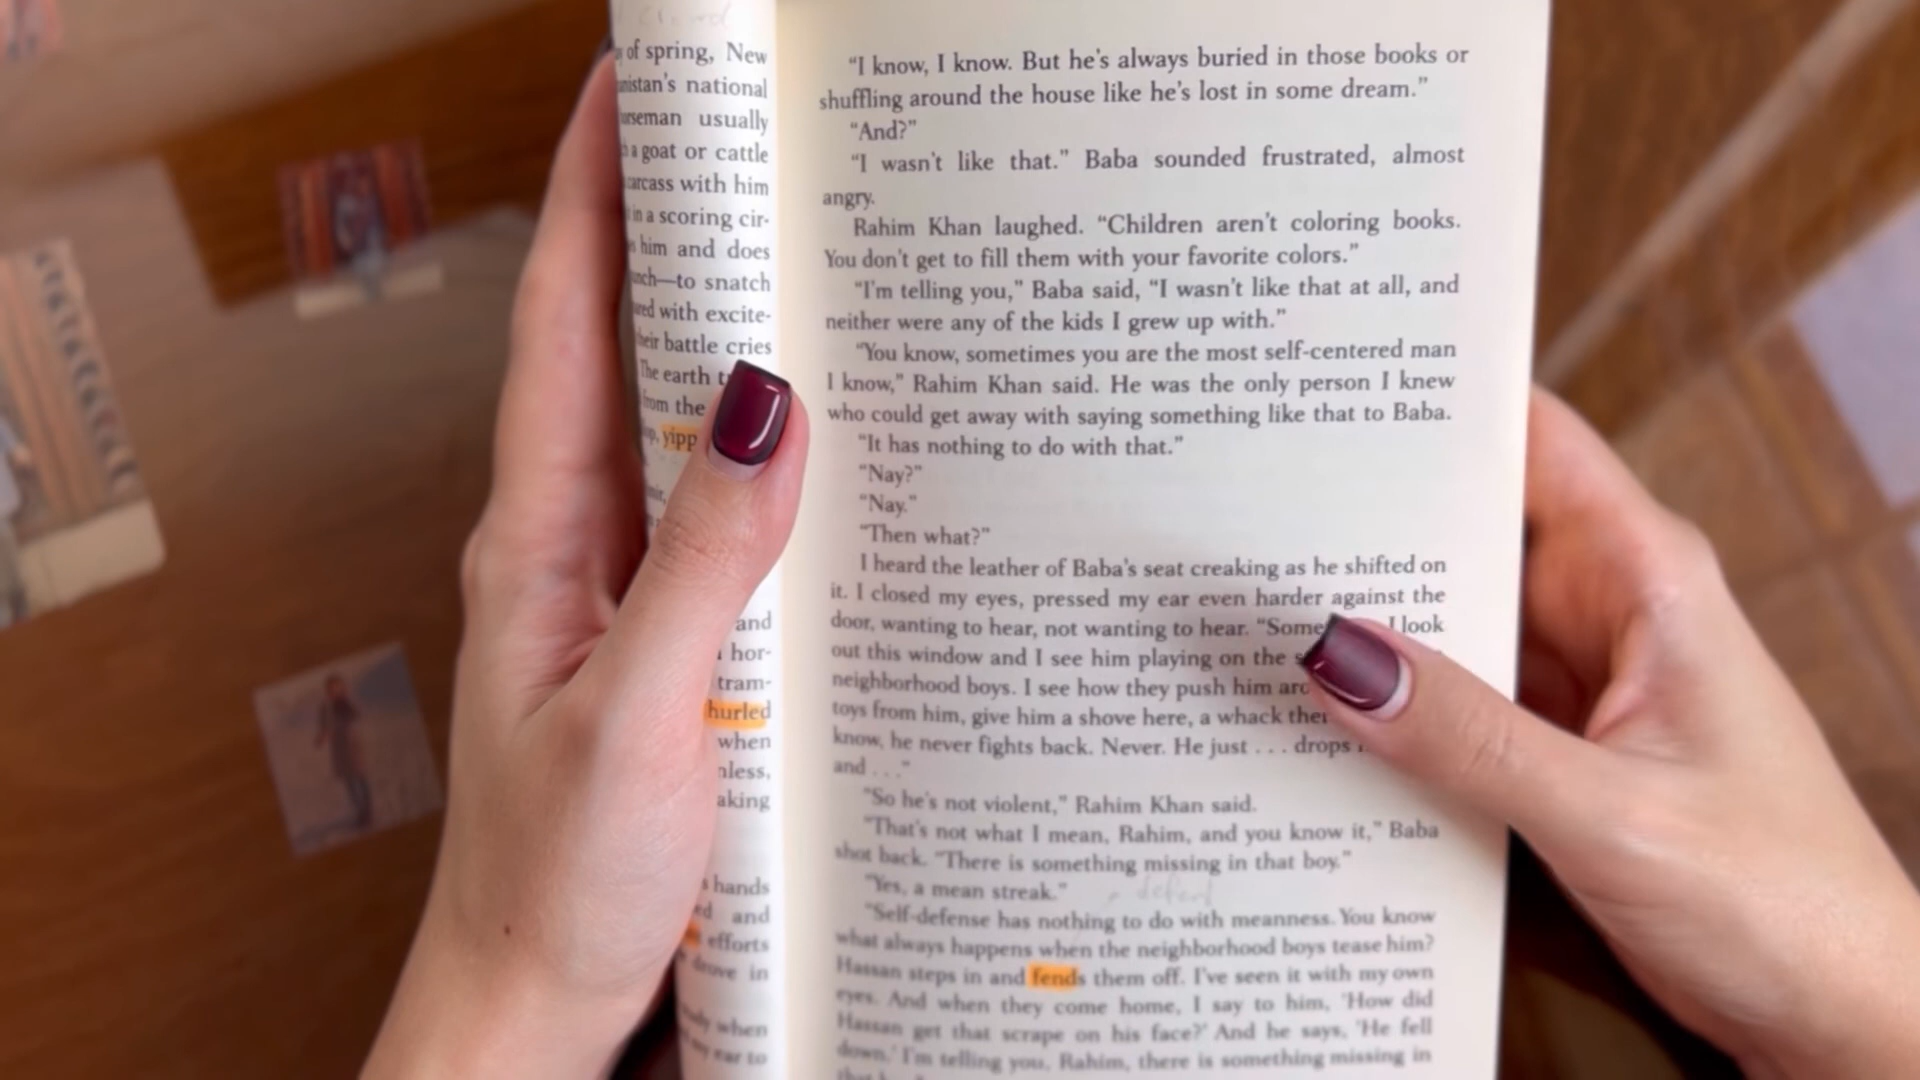 of spring, New
national
usually
a goat or cattle
carcass with him
in a scoring cir-
him and does
to snatch
with excite-
battle cries
The earth
from the
yipp
and
hor-
tram-
hurled
when
aking
hands
and
efforts
drove in
when
ear to
“I know, I know. But he’s always buried in those books or
shuffling around the house like he’s lost in some dream.”
“And?”
“I wasn’t like that.” Baba sounded frustrated, almost
angry.
Rahim Khan laughed. “Children aren’t coloring books.
You don’t get to fill them with your favorite colors.”
“I’m telling you,” Baba said, “I wasn’t like that at all, and
neither were any of the kids I grew up with.”
“You know, sometimes you are the most self-centered man
I know,” Rahim Khan said. He was the only person I knew
who could get away with saying something like that to Baba.
“It has nothing to do with that.”
“Nay?”
“Nay.”
“Then what?”
I heard the leather of Baba’s seat creaking as he shifted on
it. I closed my eyes, pressed my ear even harder against the
door, wanting to hear, not wanting to hear. “Some I look
out this window and I see him playing on the
neighborhood boys. I see how they push him
toys from him, give him a shove here, a whack
know, he never fights back. Never. He just . . . drops
and . . .”
“So he’s not violent,” Rahim Khan said.
“That’s not what I mean, Rahim, and you know it,” Baba
shot back. “There is something missing in that boy.”
“Yes, a mean streak.”
“Self-defense has nothing to do with meanness. You know
what always happens when the neighborhood boys tease him?
Hassan steps in and fends them off. I’ve seen it with my own
eyes. And when they come home, I say to him, ‘How did
Hassan get that scrape on his face?’ And he says, ‘He fell
down.’ I’m telling you, Rahim, there is something missing in